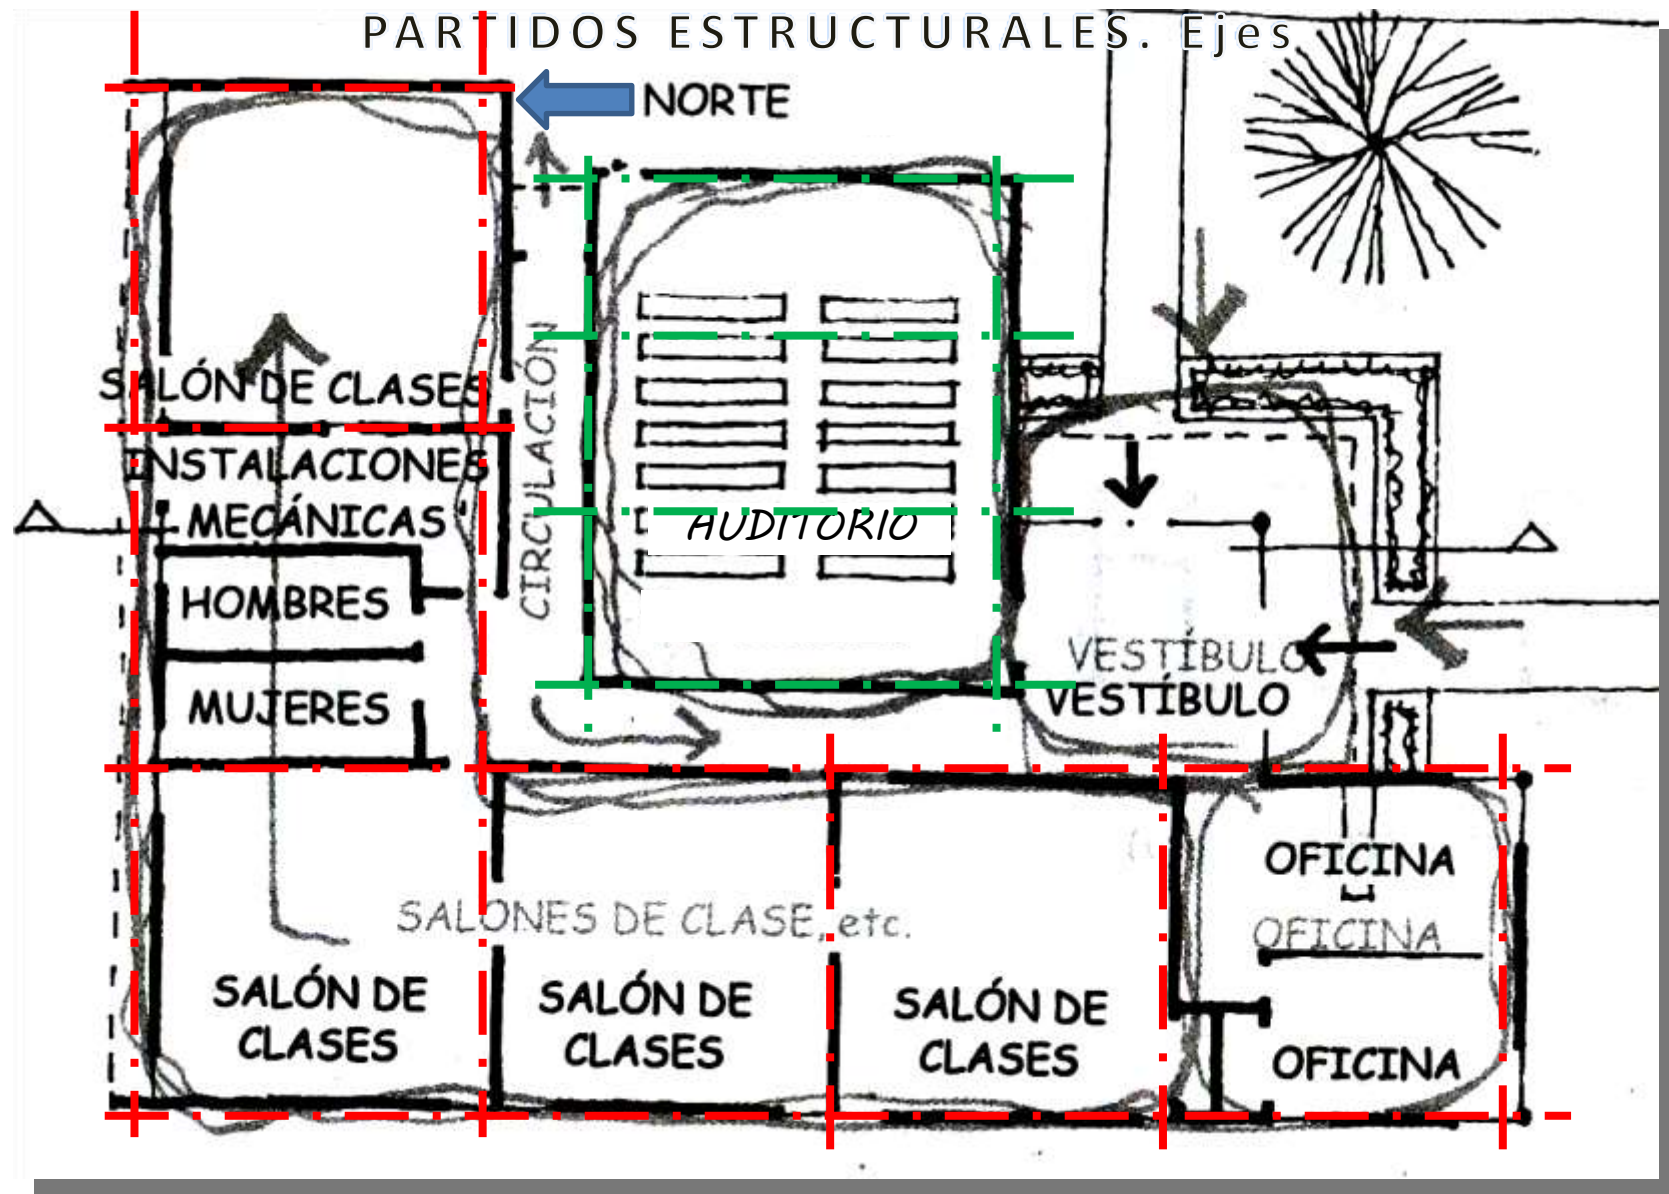 PARTIDOS ESTRUCTURALES. Ejes
NORTE
SALÓN DE CLASES
CIRCULACIÓN
INSTALACIONES
MECÁNICAS
AUDITORIO
HOMBRES
MUJERES
VESTÍBULO
VESTÍBULO
OFICINA
SALONES DE CLASE, etc.
OFICINA
SALÓN DE
CLASES
SALÓN DE
CLASES
SALÓN DE
CLASES
OFICINA